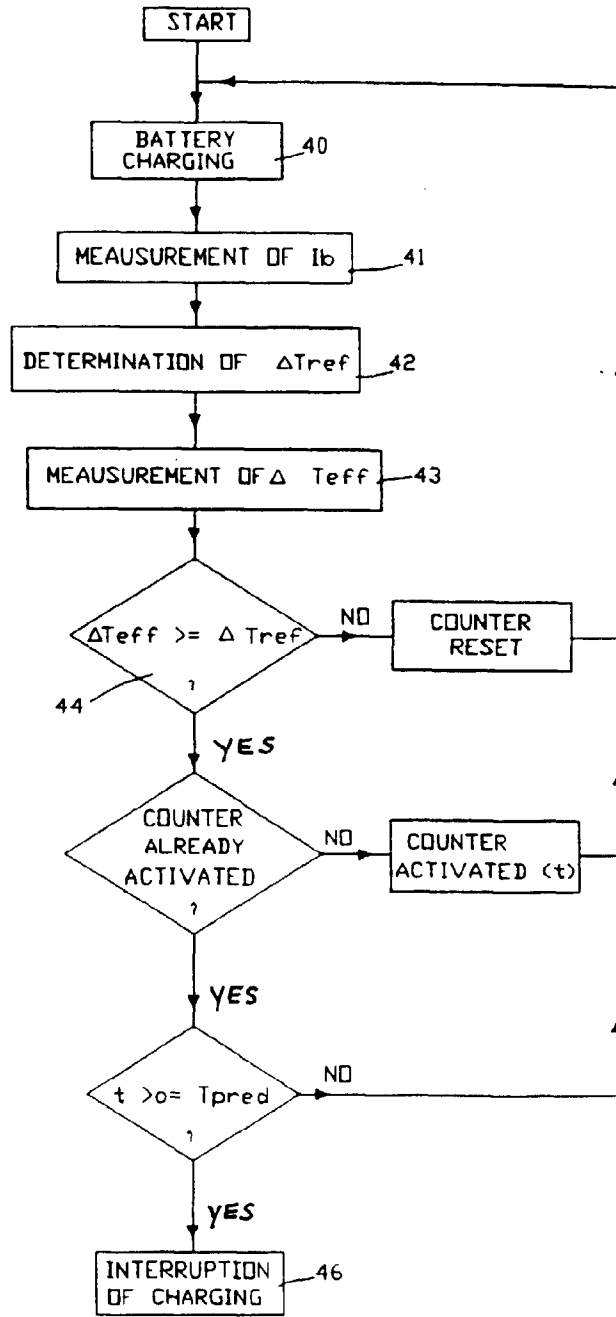 START
BATTERY
CHARGING
40
MEAUSUREMENT OF Ib
41
DETERMINATION OF ΔTref
42
MEAUSUREMENT OF Δ Teff
43
ΔTeff >= Δ Tref
?
44
NO
COUNTER
RESET
YES
COUNTER
ALREADY
ACTIVATED
?
NO
COUNTER
ACTIVATED (t)
YES
t >o= Tpred
?
NO
YES
INTERRUPTION
OF CHARGING
46